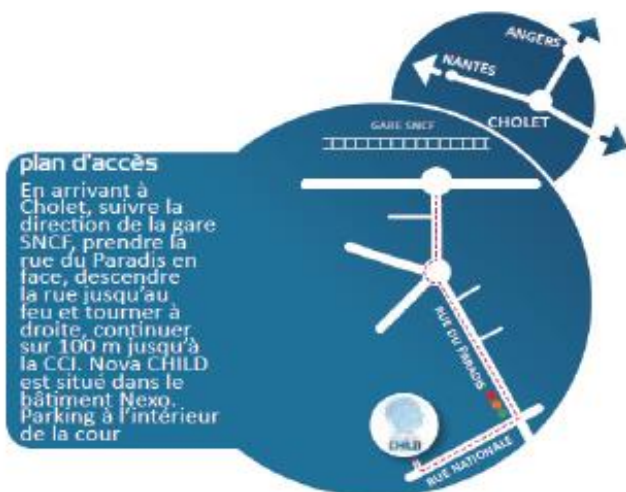 ANGERS
NANTES
CHOLET
GARE SNCF
plan d'accès
En arrivant à
Cholet, suivre la
direction de la gare
SNCF, prendre la
rue du Paradis en
face, descendre
la rue jusqu'au
feu et tourner à
droite, continuer
sur 100 m jusqu'à
la CCI. Nova CHILD
est situé dans le
bâtiment Nexo.
Parking à l'intérieur
de la cour
RUE DU PARADIS
CHILD
RUE NATIONALE